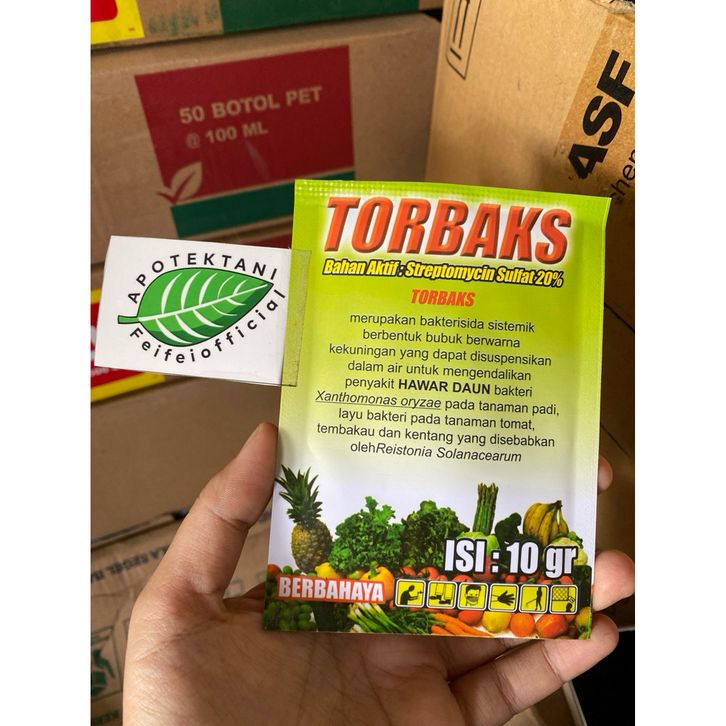 50 BOTOL PET
@ 100 ML
ASF
APOTEKTANI
Feifeiofficial
TORBAKS
Bahan Aktif : Streptomycin Sulfat 20%
TORBAKS
merupakan bakterisida sistemik
berbentuk bubuk berwarna
kekuningan yang dapat disuspensikan
dalam air untuk mengendalikan
penyakit HAWAR DAUN bakteri
Xanthomonas oryzae pada tanaman padi,
layu bakteri pada tanaman tomat,
tembakau dan kentang yang disebabkan
olehReistonia Solanacearum
ISI : 10 gr
BERBAHAYA